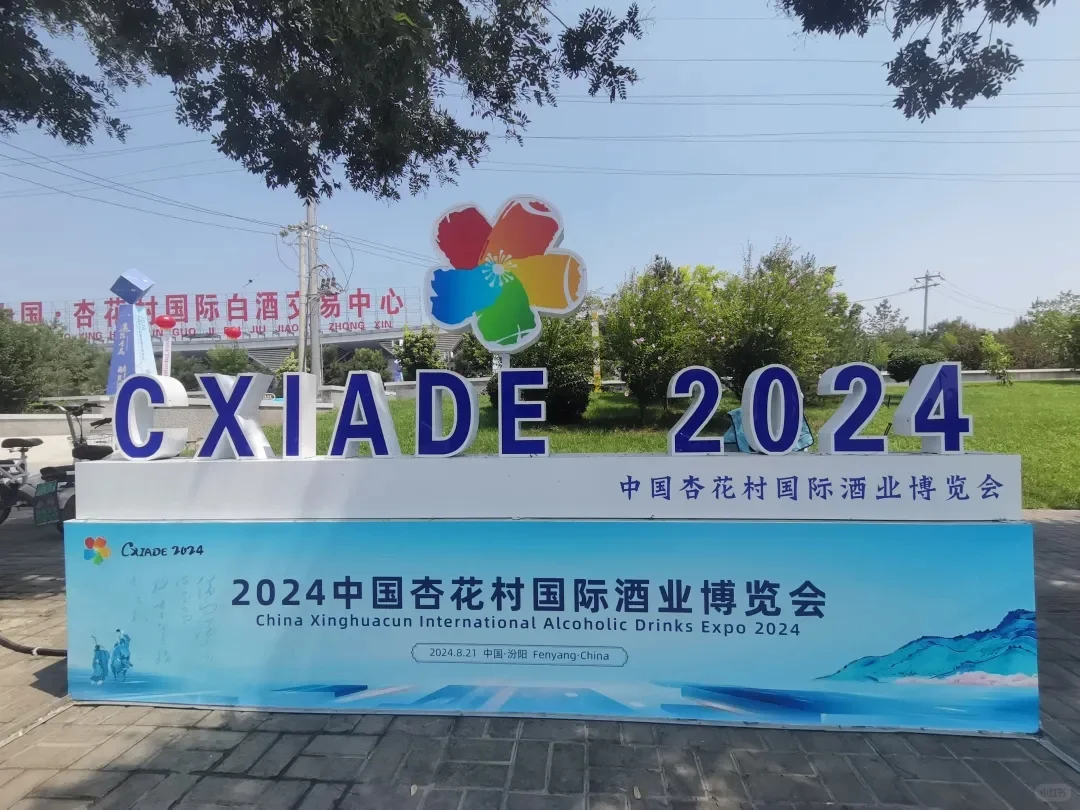 国·杏花村国际白酒交易中心
CXIADE 2024
中国杏花村国际酒业博览会
CXIADE 2024
2024中国杏花村国际酒业博览会
China Xinghuacun International Alcoholic Drinks Expo 2024
2024.8.21 中国·汾阳 Fenyang·China
小红书